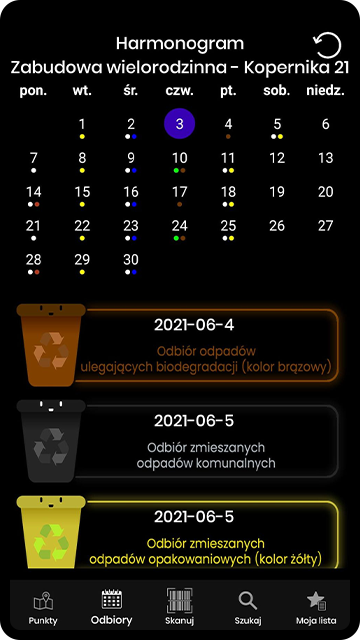 Harmonogram
Zabudowa wielorodzinna - Kopernika 21
pon. wt. śr. czw. pt. sob. niedz.
1 2 3 4 5 6
7 8 9 10 11 12 13
14 15 16 17 18 19 20
21 22 23 24 25 26 27
28 29 30
2021-06-4
Odbiór odpadów
ulegających biodegradacji (kolor brązowy)
2021-06-5
Odbiór zmieszanych
odpadów komunalnych
2021-06-5
Odbiór zmieszanych
odpadów opakowaniowych (kolor żółty)
Punkty Odbiory Skanuj Szukaj Moja lista